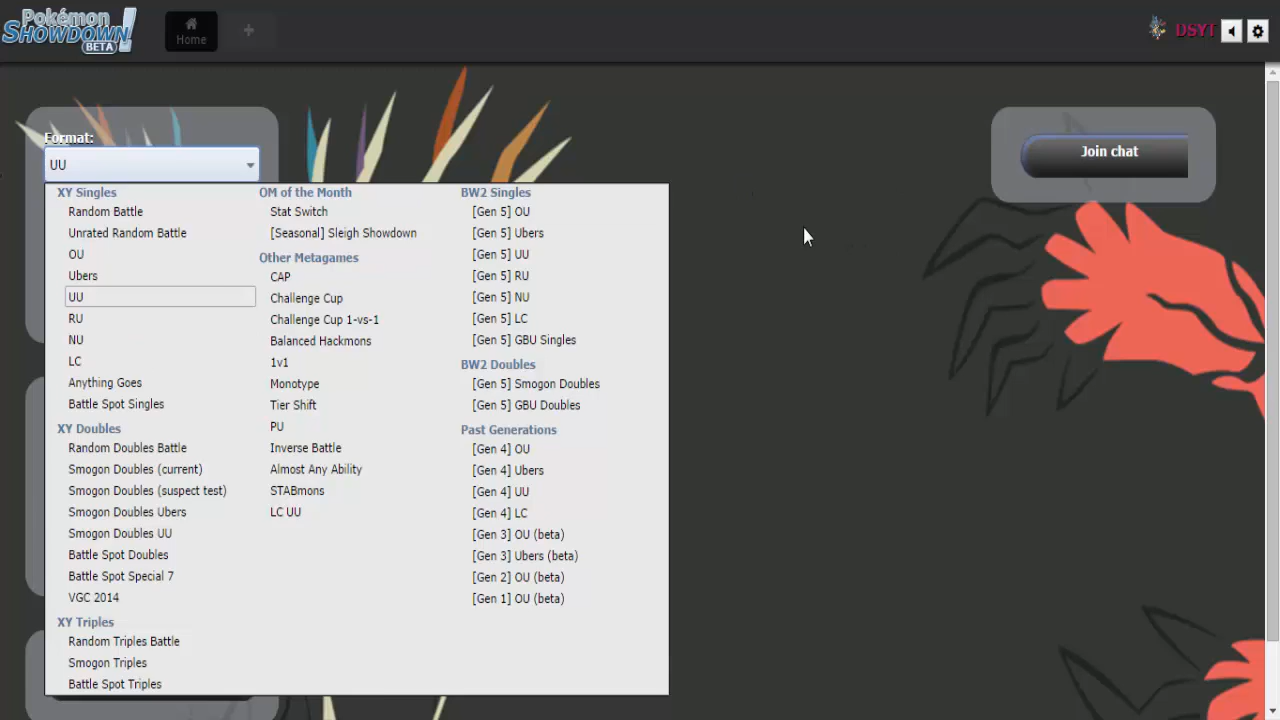 Pokémon
SHOWDOWN!
BETA
Home
+
DSYT
Format:
UU
Join chat
XY Singles
Random Battle
Unrated Random Battle
OU
Ubers
UU
RU
NU
LC
Anything Goes
Battle Spot Singles
XY Doubles
Random Doubles Battle
Smogon Doubles (current)
Smogon Doubles (suspect test)
Smogon Doubles Ubers
Smogon Doubles UU
Battle Spot Doubles
Battle Spot Special 7
VGC 2014
XY Triples
Random Triples Battle
Smogon Triples
Battle Spot Triples
OM of the Month
Stat Switch
[Seasonal] Sleigh Showdown
Other Metagames
CAP
Challenge Cup
Challenge Cup 1-vs-1
Balanced Hackmons
1v1
Monotype
Tier Shift
PU
Inverse Battle
Almost Any Ability
STABmons
LC UU
BW2 Singles
[Gen 5] OU
[Gen 5] Ubers
[Gen 5] UU
[Gen 5] RU
[Gen 5] NU
[Gen 5] LC
[Gen 5] GBU Singles
BW2 Doubles
[Gen 5] Smogon Doubles
[Gen 5] GBU Doubles
Past Generations
[Gen 4] OU
[Gen 4] Ubers
[Gen 4] UU
[Gen 4] LC
[Gen 3] OU (beta)
[Gen 3] Ubers (beta)
[Gen 2] OU (beta)
[Gen 1] OU (beta)